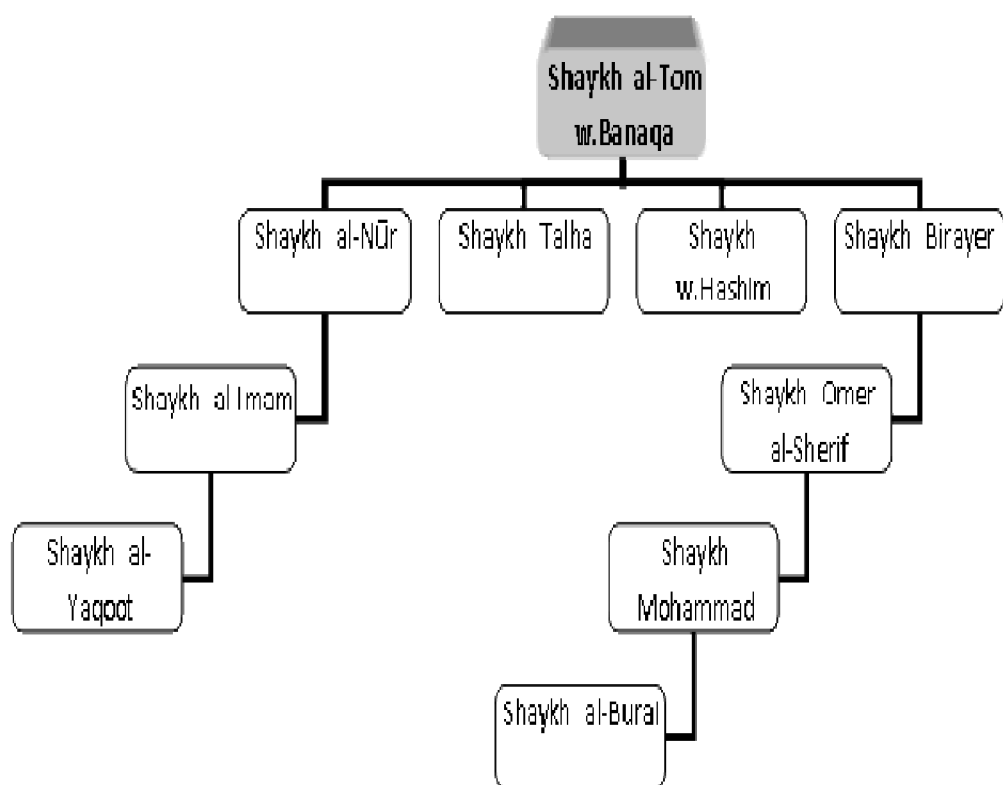 Shaykh al-Tom
w.Banaqa
Shaykh al-Nūr
Shaykh Talha
Shaykh
w.Hashim
Shaykh Birayer
Shaykh al Imam
Shaykh Omer
al-Sherif
Shaykh al-
Yaqoot
Shaykh
Mohammad
Shaykh al-Burai